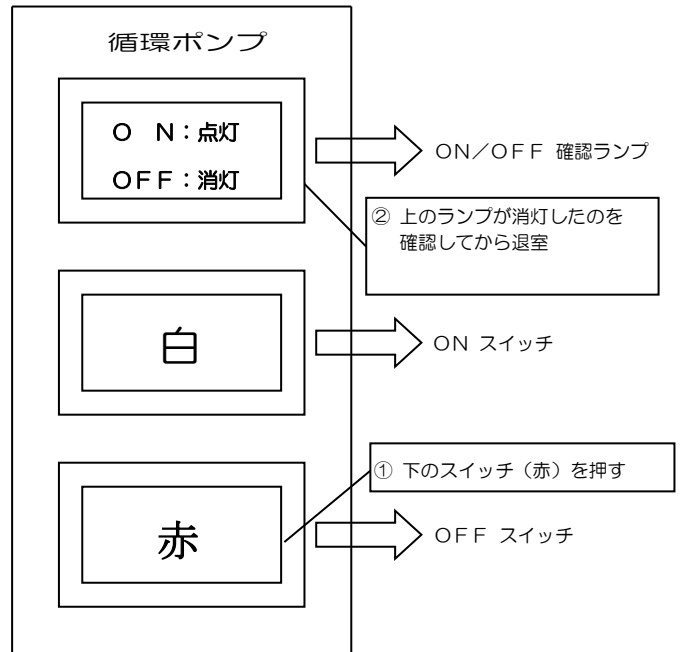 循環ポンプ
Ｏ　Ｎ：点灯
ＯＦＦ：消灯
ＯＮ／ＯＦＦ 確認ランプ
② 上のランプが消灯したのを
確認してから退室
白
ＯＮ スイッチ
① 下のスイッチ（赤）を押す
赤
ＯＦＦ スイッチ